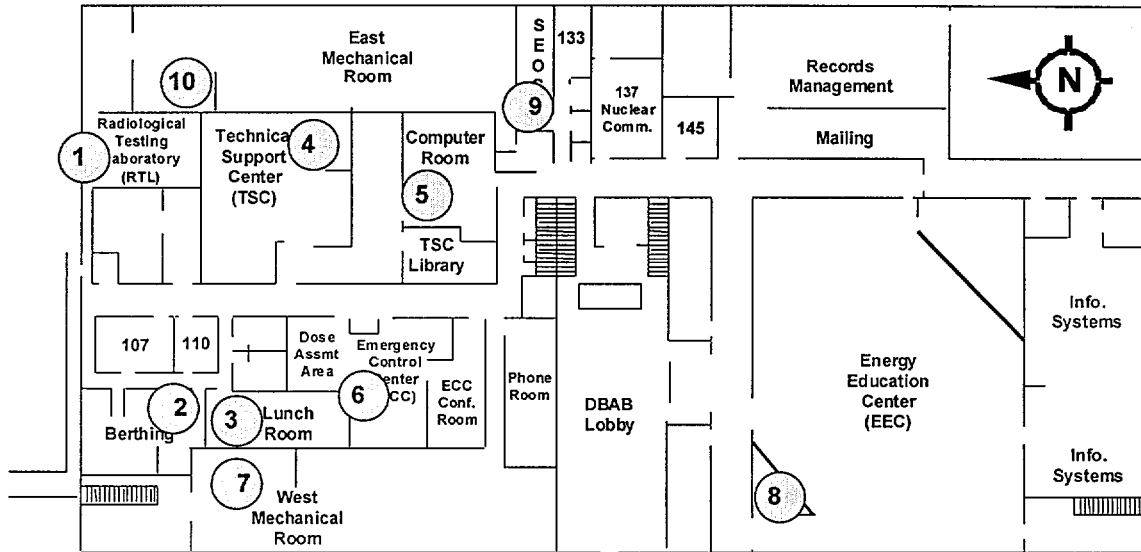 East
Mechanical
Room
S
E
O
C
133
137
Nuclear
Comm.
145
Records
Management
Mailing
N
10
9
1
Radiological
Testing
aboratory
(RTL)
Technica
Support
Center
(TSC)
4
Computer
Room
5
TSC
Library
107
110
Dose
Assmt
Area
Emergency
Control
enter
CC)
6
ECC
Conf.
Room
Phone
Room
DBAB
Lobby
Energy
Education
Center
(EEC)
Info.
Systems
2
Berthing
3
Lunch
Room
7
West
Mechanical
Room
8
Info.
Systems